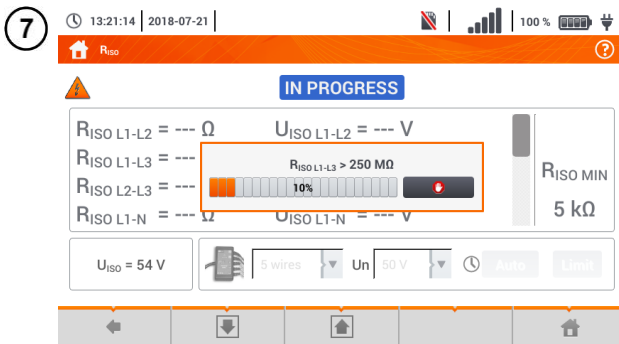 7
13:21:14 2018-07-21 100 %
RISO ?
IN PROGRESS
RISO L1-L2 = --- Ω UISO L1-L2 = --- V
RISO L1-L3 = ---
RISO L2-L3 = ---
RISO L1-N = --- Ω UISO L1-N = --- V
RISO L1-L3 > 250 MΩ
10%
RISO MIN
5 kΩ
UISO = 54 V 5 wires Un 50 V Auto Limit